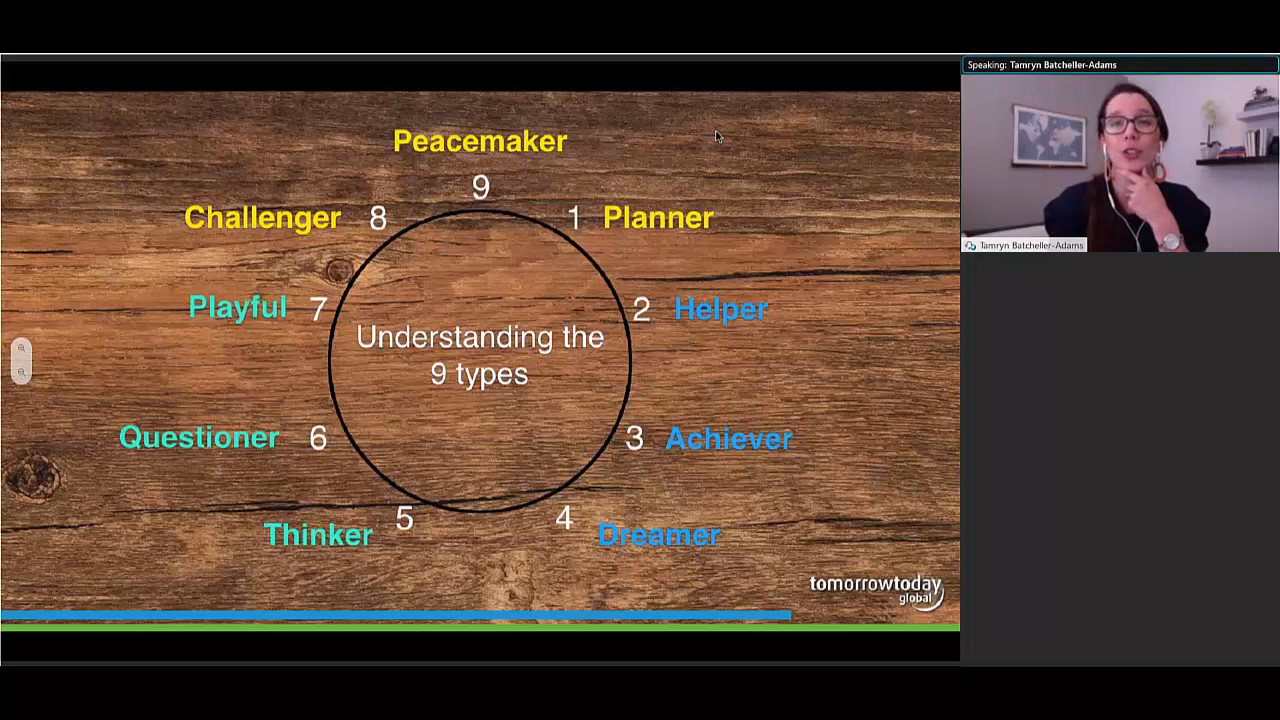 Speaking: Tamryn Batcheller-Adams
Peacemaker
9
Challenger 8
1 Planner
Playful 7
2 Helper
Understanding the
9 types
Questioner 6
3 Achiever
Thinker 5
4 Dreamer
tomorrowtoday
global
Tamryn Batcheller-Adams